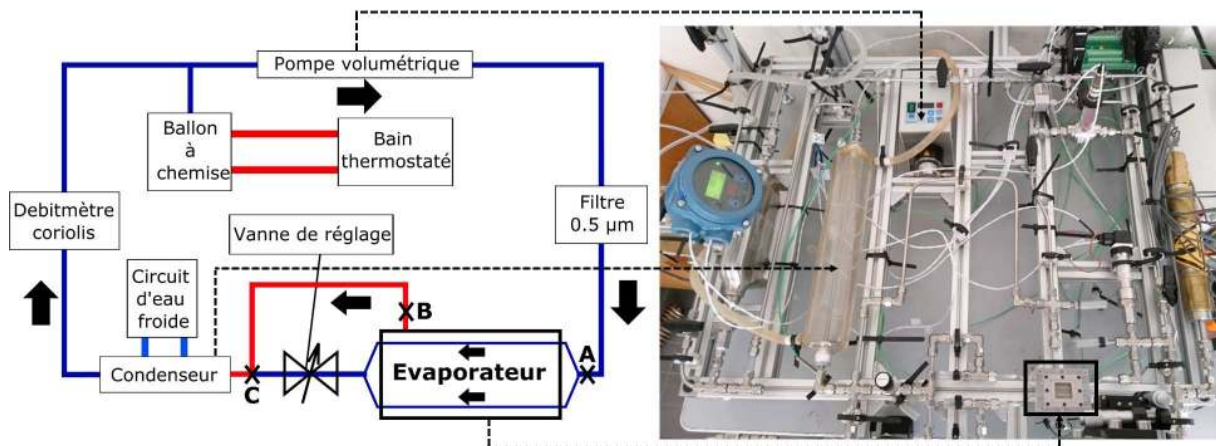 Pompe volumétrique
Ballon
à
chemise
Bain
thermostaté
Debitmètre
coriolis
Vanne de réglage
Filtre
0.5 µm
Circuit
d'eau
froide
B
A
Evaporateur
Condenseur
C